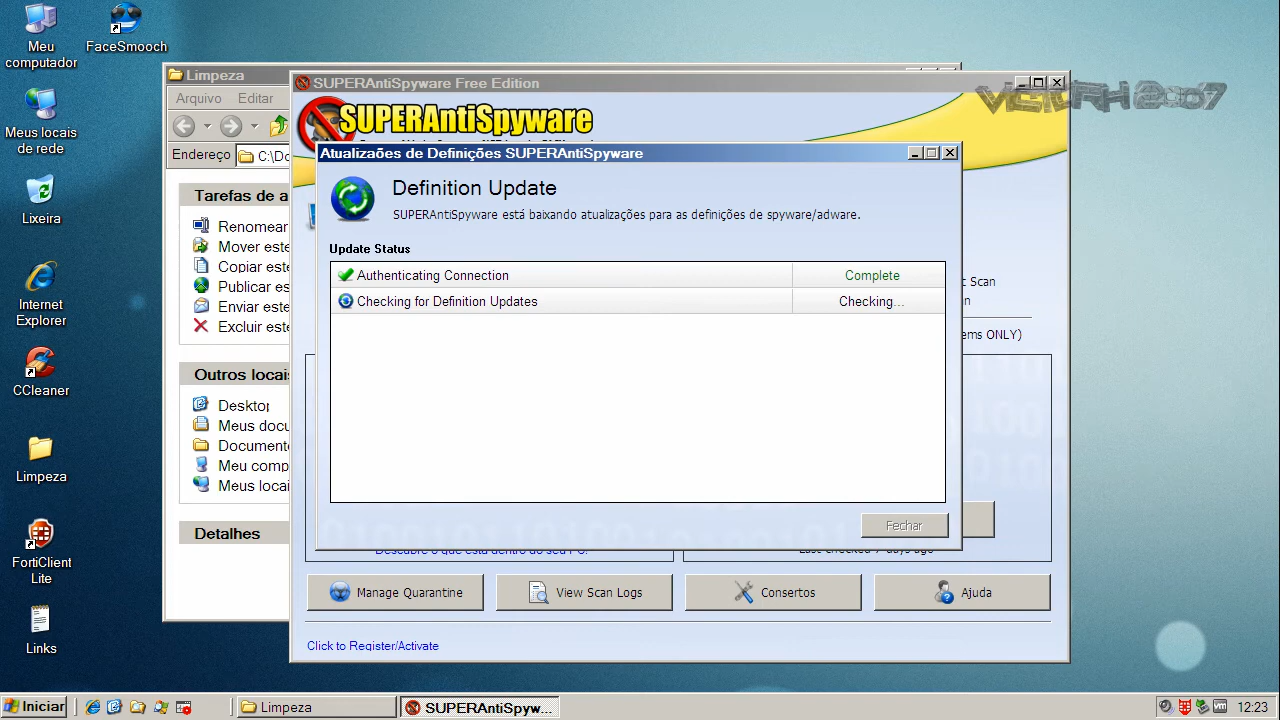 Meu
computador
FaceSmooch
Meus locais
de rede
Lixeira
Internet
Explorer
CCleaner
Limpeza
FortiClient
Lite
Links
Limpeza
Arquivo Editar
Endereço C:\Do
Tarefas de a
Renomear
Mover este
Copiar este
Publicar es
Enviar este
Excluir este
Outros locais
Desktop
Meus docu
Documento
Meu comp
Meus locai
Detalhes
SUPERAntiSpyware Free Edition
SUPERAntiSpyware
Atualizaões de Definições SUPERAntiSpyware
Definition Update
SUPERAntiSpyware está baixando atualizações para as definições de spyware/adware.
Update Status
Authenticating Connection Complete
Checking for Definition Updates Checking...
Fechar
ct Scan
n
ems ONLY)
Descubre o que está dentro do seu PC!
Last checked 7 days ago
Manage Quarantine
View Scan Logs
Consertos
Ajuda
Click to Register/Activate
Iniciar
Limpeza
SUPERAntiSpyw...
12:23